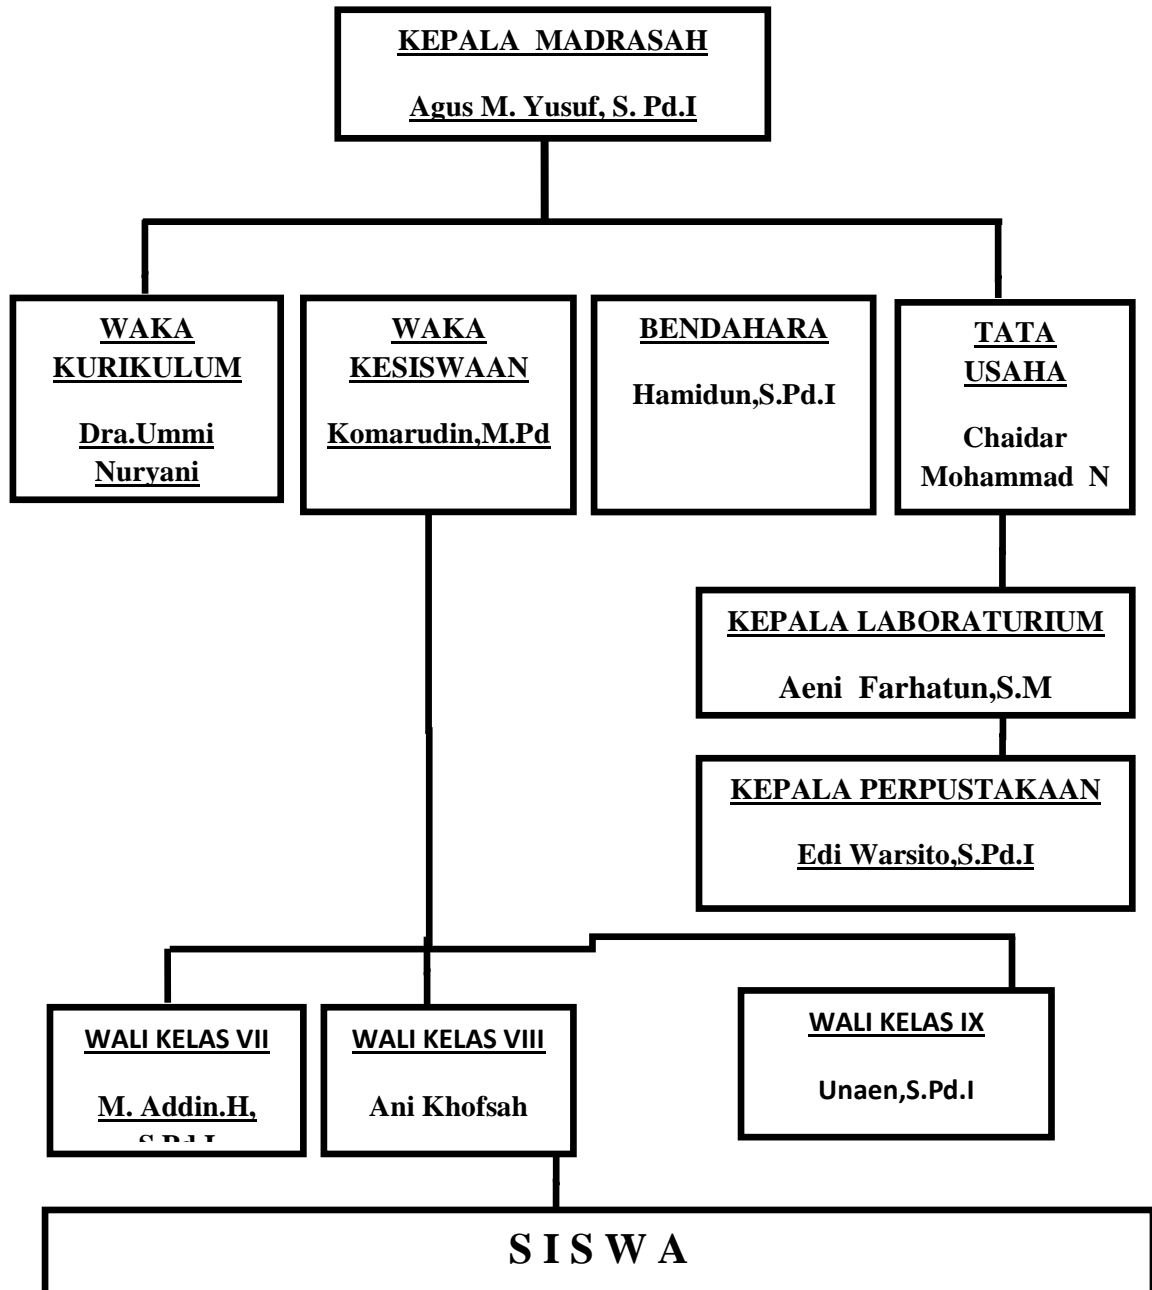 KEPALA MADRASAH
Agus M. Yusuf, S. Pd.I
WAKA
KURIKULUM
Dra.Ummi
Nuryani
WAKA
KESISWAAN
Komarudin,M.Pd
BENDAHARA
Hamidun,S.Pd.I
TATA
USAHA
Chaidar
Mohammad N
KEPALA LABORATURIUM
Aeni Farhatun,S.M
KEPALA PERPUSTAKAAN
Edi Warsito,S.Pd.I
WALI KELAS VII
M. Addin.H,
WALI KELAS VIII
Ani Khofsah
WALI KELAS IX
Unaen,S.Pd.I
S I S W A